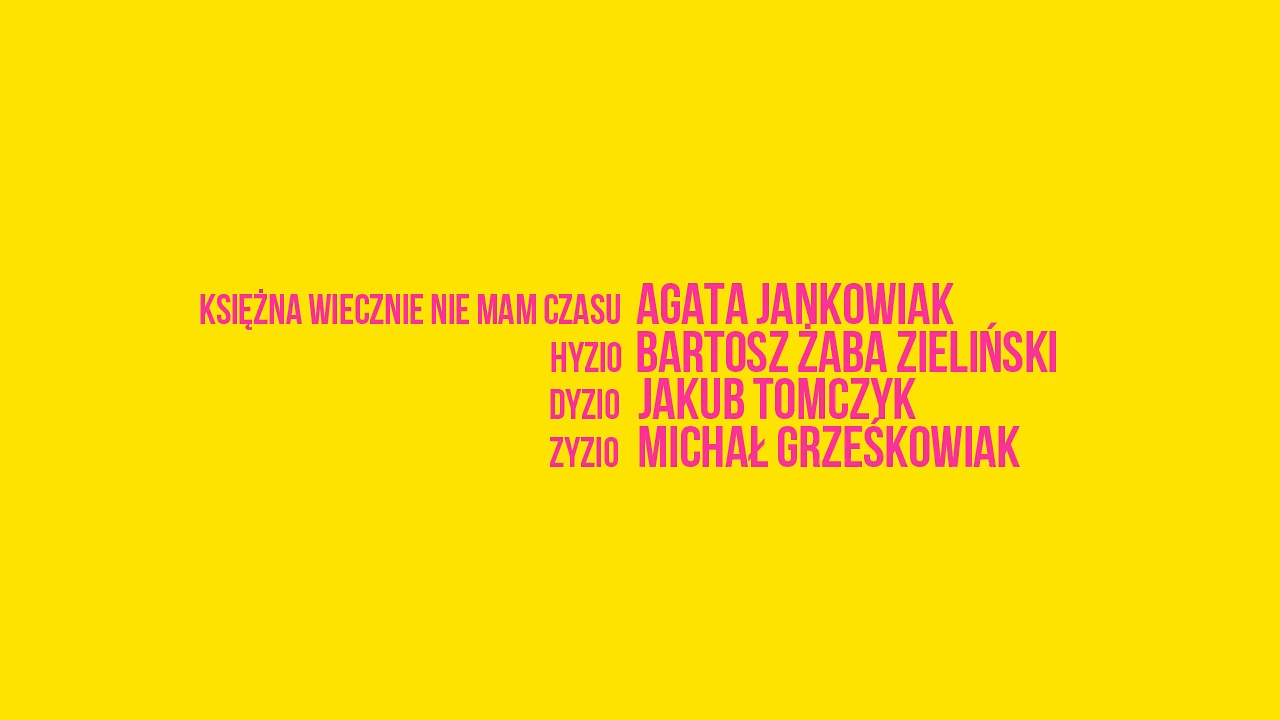 KSIĘŻNA WIECZNIE NIE MAM CZASU AGATA JANKOWIAK
HYZIO BARTOSZ ŻABA ZIELIŃSKI
DYZIO JAKUB TOMCZYK
ZYZIO MICHAŁ GRZEŚKOWIAK